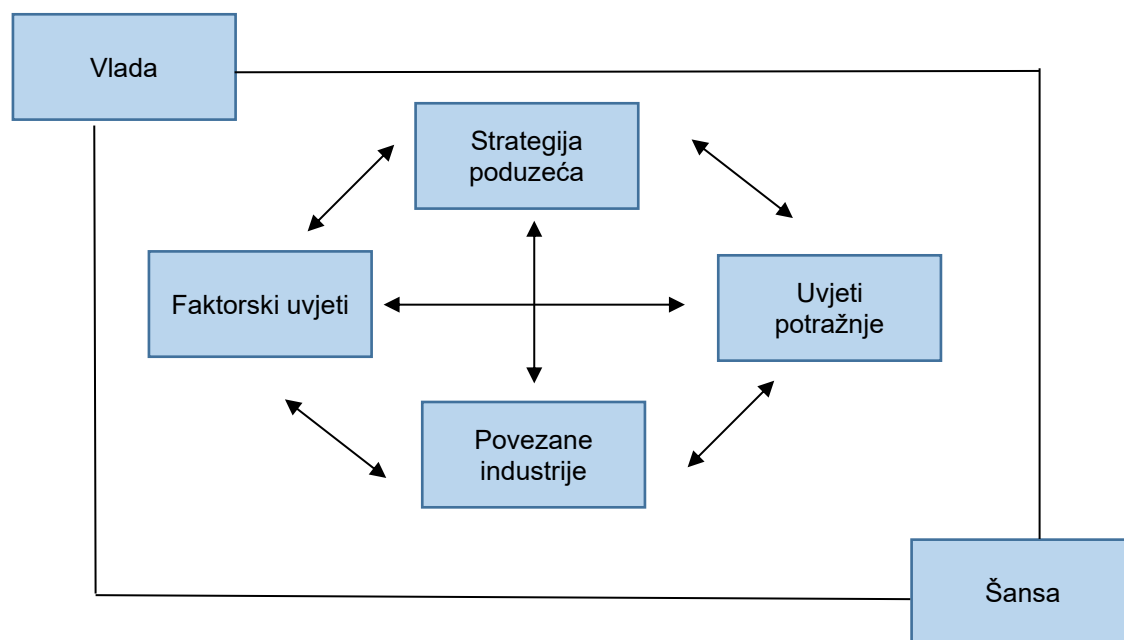 Vlada
Strategija
poduzeća
Faktorski uvjeti
Uvjeti
potražnje
Povezane
industrije
Šansa